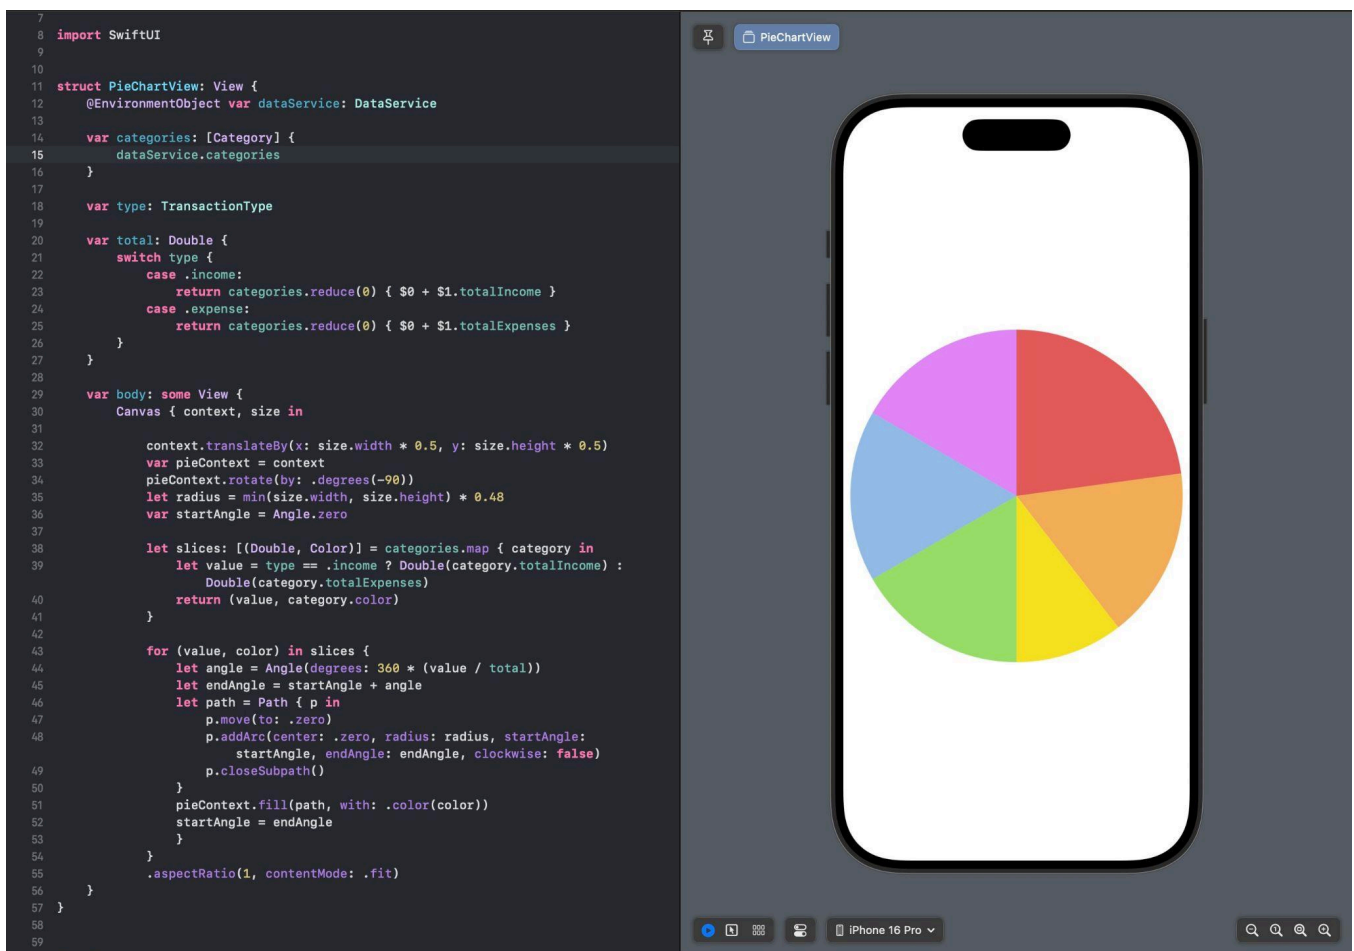 7
8 import SwiftUI
9
10
11 struct PieChartView: View {
12     @EnvironmentObject var dataService: DataService
13
14     var categories: [Category] {
15         dataService.categories
16     }
17
18     var type: TransactionType
19
20     var total: Double {
21         switch type {
22             case .income:
23                 return categories.reduce(0) { $0 + $1.totalIncome }
24             case .expense:
25                 return categories.reduce(0) { $0 + $1.totalExpenses }
26         }
27     }
28
29     var body: some View {
30         Canvas { context, size in
31
32             context.translateBy(x: size.width * 0.5, y: size.height * 0.5)
33             var pieContext = context
34             pieContext.rotate(by: .degrees(-90))
35             let radius = min(size.width, size.height) * 0.48
36             var startAngle = Angle.zero
37
38             let slices: [(Double, Color)] = categories.map { category in
39                 let value = type == .income ? Double(category.totalIncome) :
                    Double(category.totalExpenses)
40                 return (value, category.color)
41             }
42
43             for (value, color) in slices {
44                 let angle = Angle(degrees: 360 * (value / total))
45                 let endAngle = startAngle + angle
46                 let path = Path { p in
47                     p.move(to: .zero)
48                     p.addArc(center: .zero, radius: radius, startAngle:
                        startAngle, endAngle: endAngle, clockwise: false)
49                     p.closeSubpath()
50                 }
51                 pieContext.fill(path, with: .color(color))
52                 startAngle = endAngle
53                 }
54             }
55             .aspectRatio(1, contentMode: .fit)
56     }
57 }
58
59
PieChartView
iPhone 16 Pro